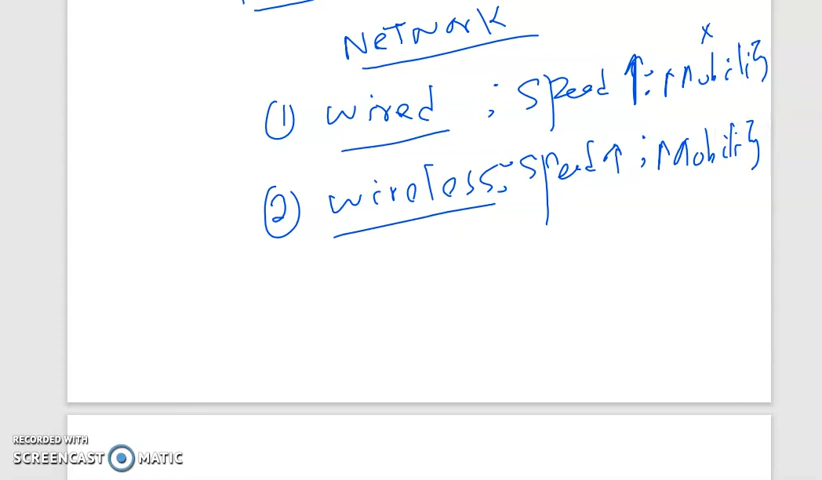 NETWORK
x
① wired ; speed ↑: Mobility
② wireless: speed ↑ ; Mobility
RECORDED WITH
SCREENCAST MATIC